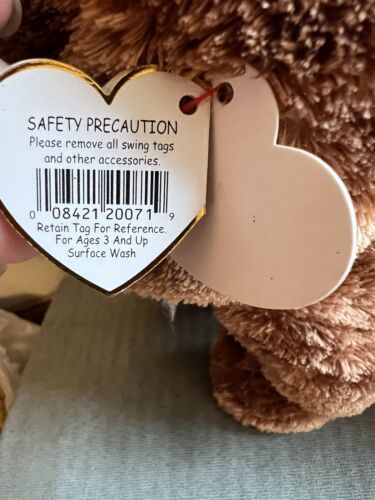 SAFETY PRECAUTION
Please remove all swing tags
and other accessories.
0 08421 20071 9
Retain Tag For Reference.
For Ages 3 And Up
Surface Wash